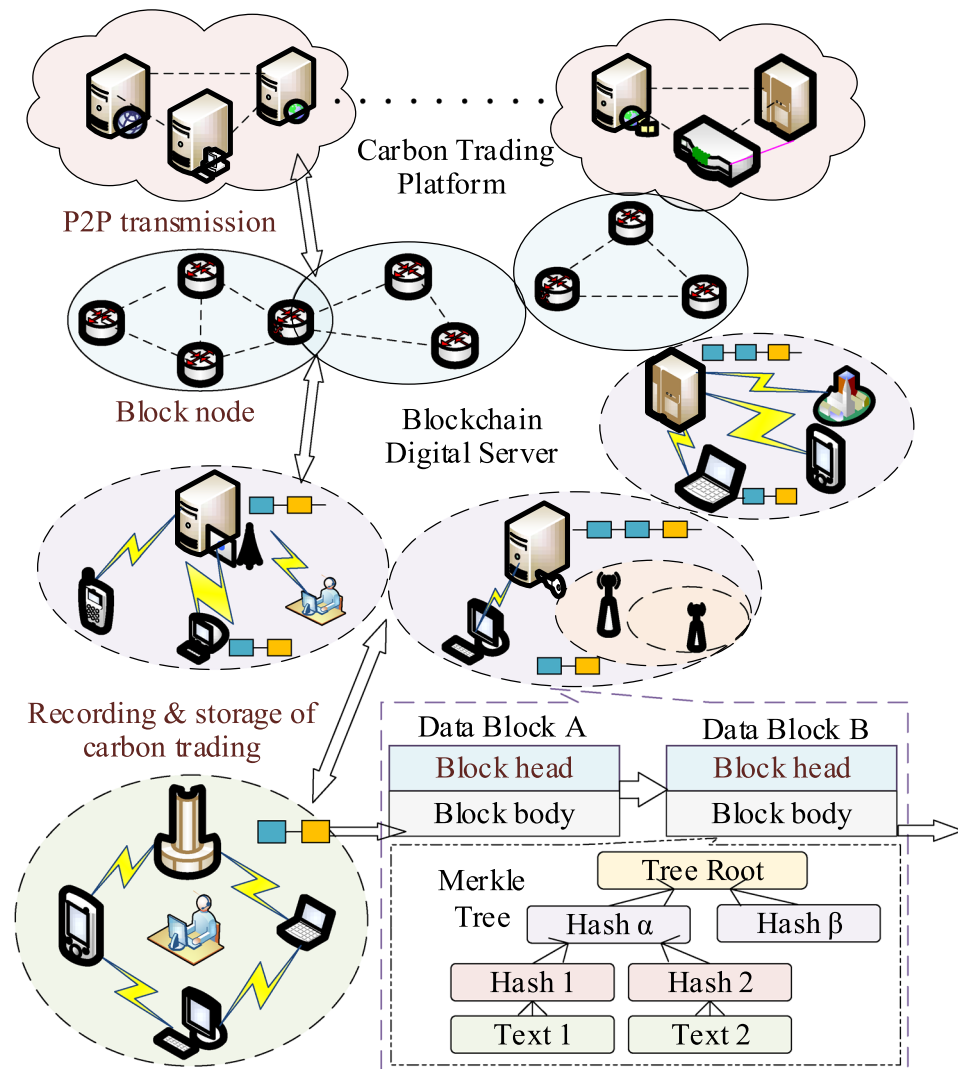 Carbon Trading
Platform
P2P transmission
Block node
Blockchain
Digital Server
Recording & storage of
carbon trading
Data Block A
Data Block B
Block head
Block head
Block body
Block body
Merkle
Tree
Tree Root
Hash α
Hash β
Hash 1
Hash 2
Text 1
Text 2